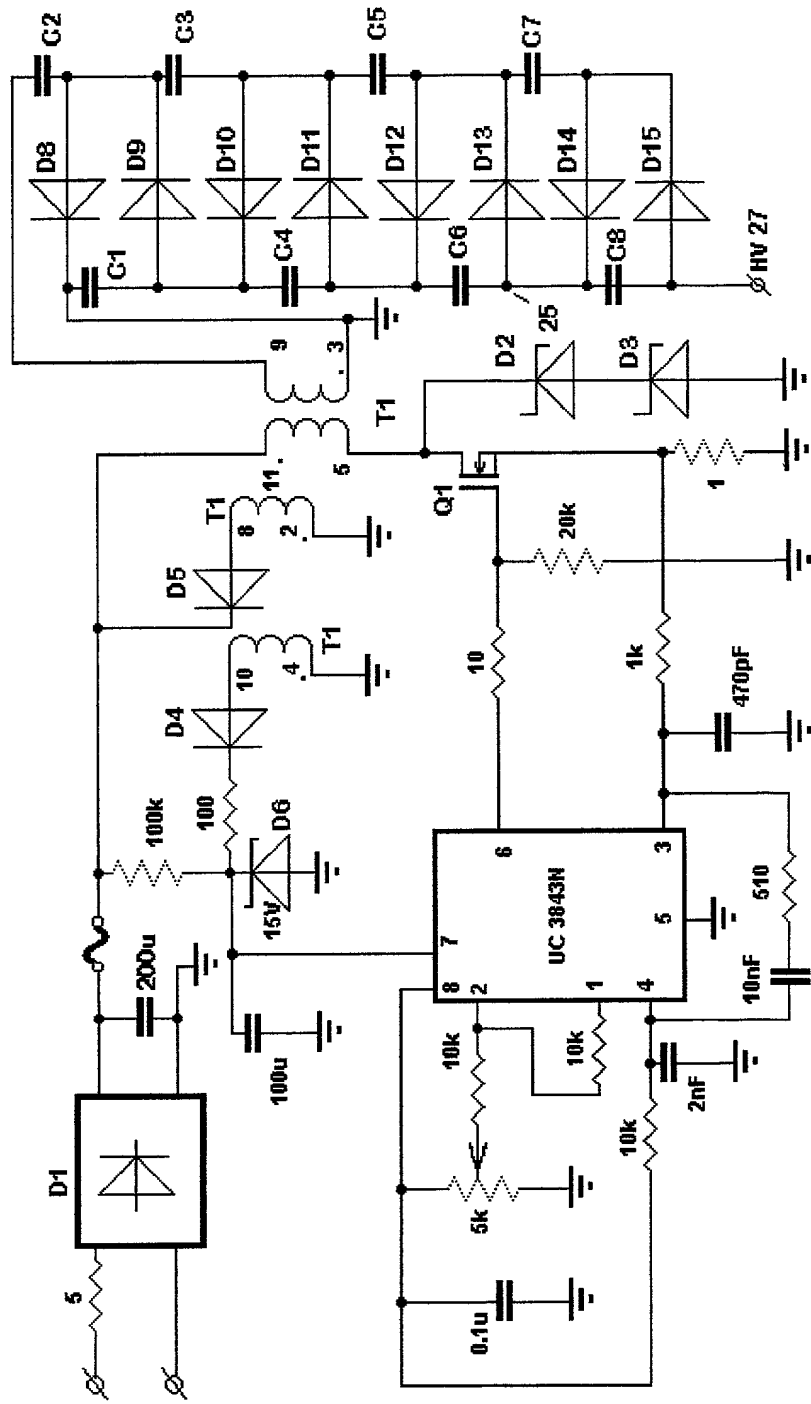 D1
5
200u
100k
15V
D6
100u
100
D4
10
4
T1
D5
8
2
T1
11
5
T1
9
3
C2
C3
C5
C7
D8
D9
D10
D11
D12
D13
D14
D15
C1
C4
C6
C8
25
HV 27
D2
D3
Q1
1
20k
10
1k
470pF
7
8
2
1
4
6
3
5
UC 3843N
10k
10k
5k
0.1u
10k
2nF
10nF
510